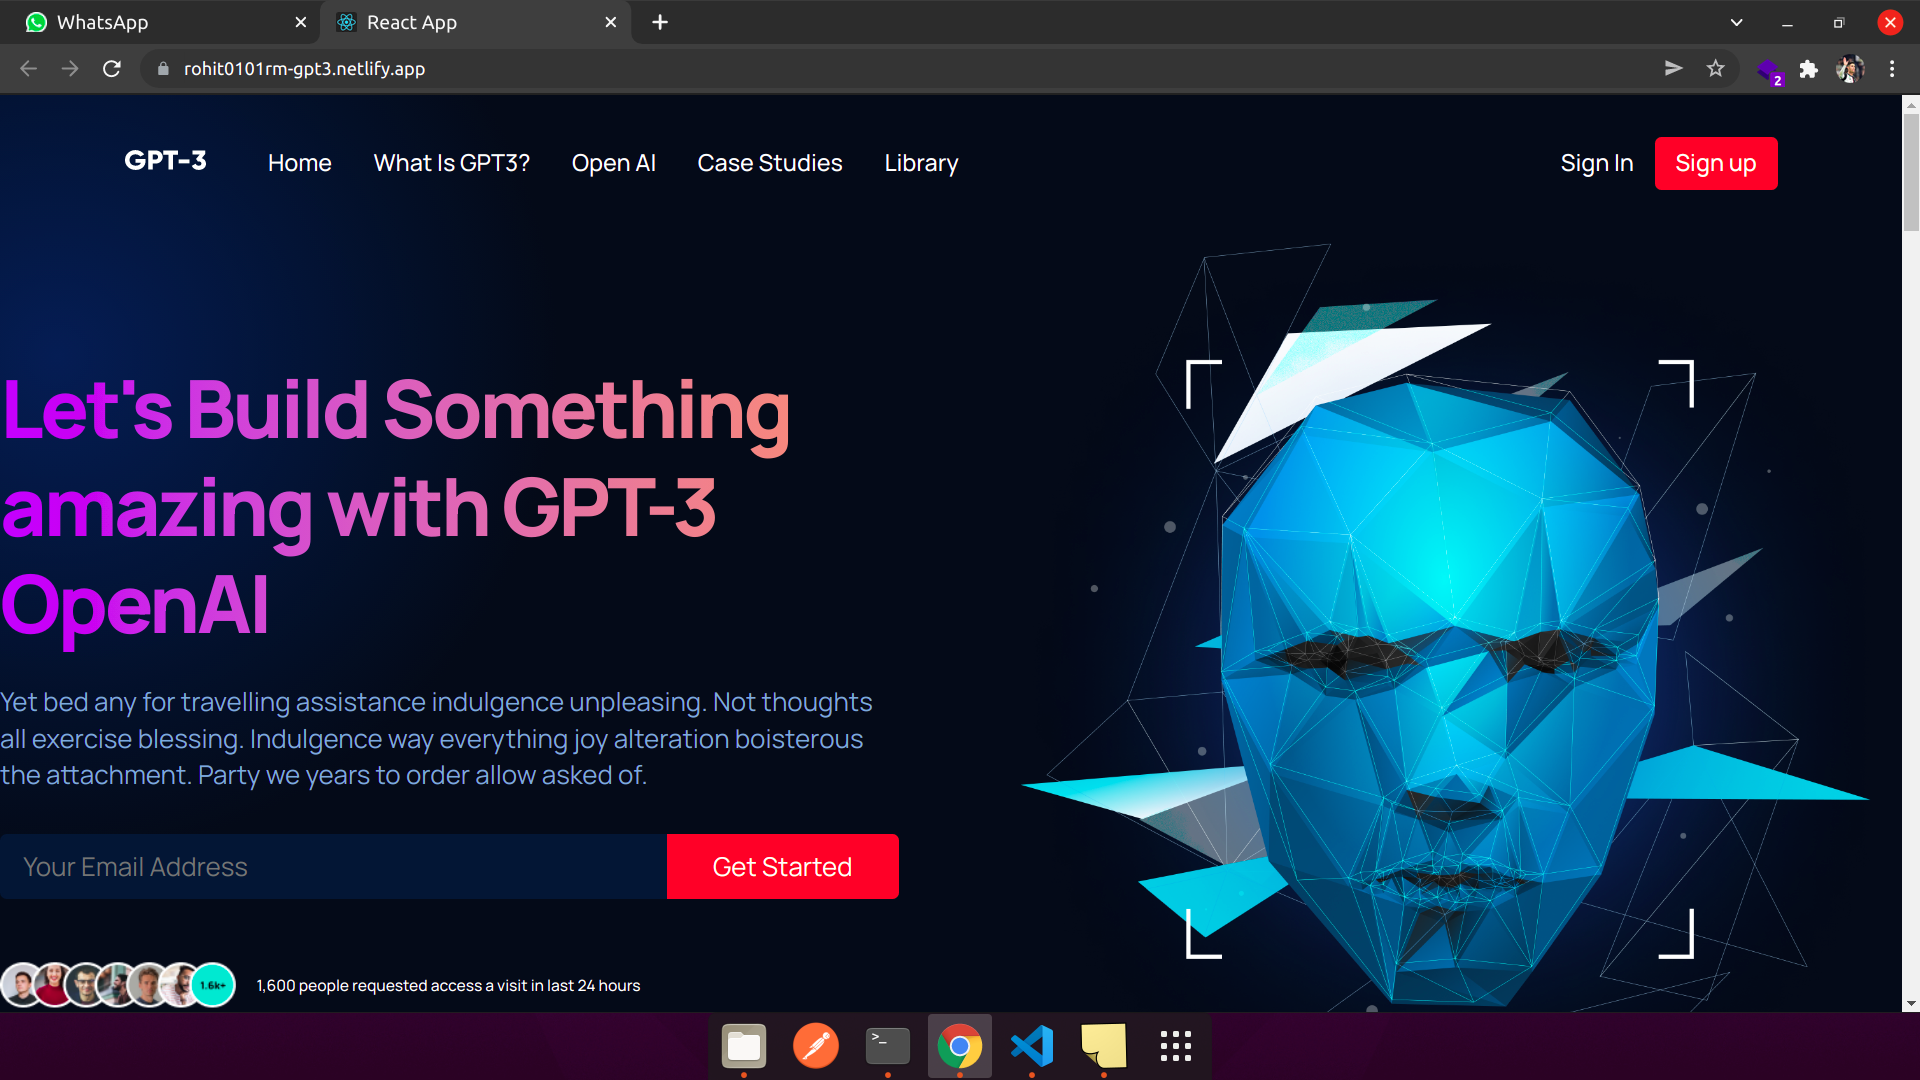 WhatsApp
React App
rohit0101rm-gpt3.netlify.app
2
GPT-3
Home
What Is GPT3?
Open AI
Case Studies
Library
Sign In
Sign up
Let's Build Something
amazing with GPT-3
OpenAI
Yet bed any for travelling assistance indulgence unpleasing. Not thoughts
all exercise blessing. Indulgence way everything joy alteration boisterous
the attachment. Party we years to order allow asked of.
Your Email Address
Get Started
1.6k+
1,600 people requested access a visit in last 24 hours
>_